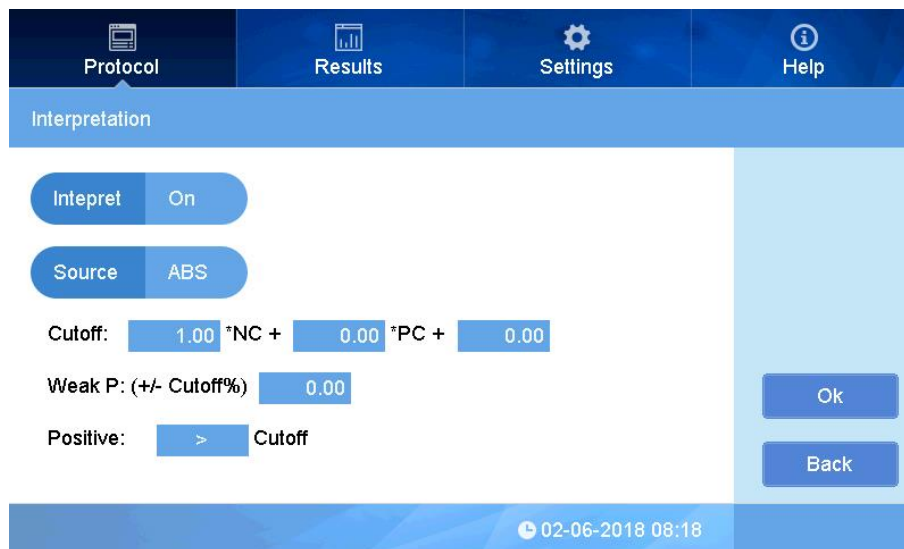 Protocol Results Settings Help
Interpretation
Intepret On
Source ABS
Cutoff: 1.00 *NC + 0.00 *PC + 0.00
Weak P: (+/- Cutoff%) 0.00
Ok
Positive: > Cutoff
Back
02-06-2018 08:18